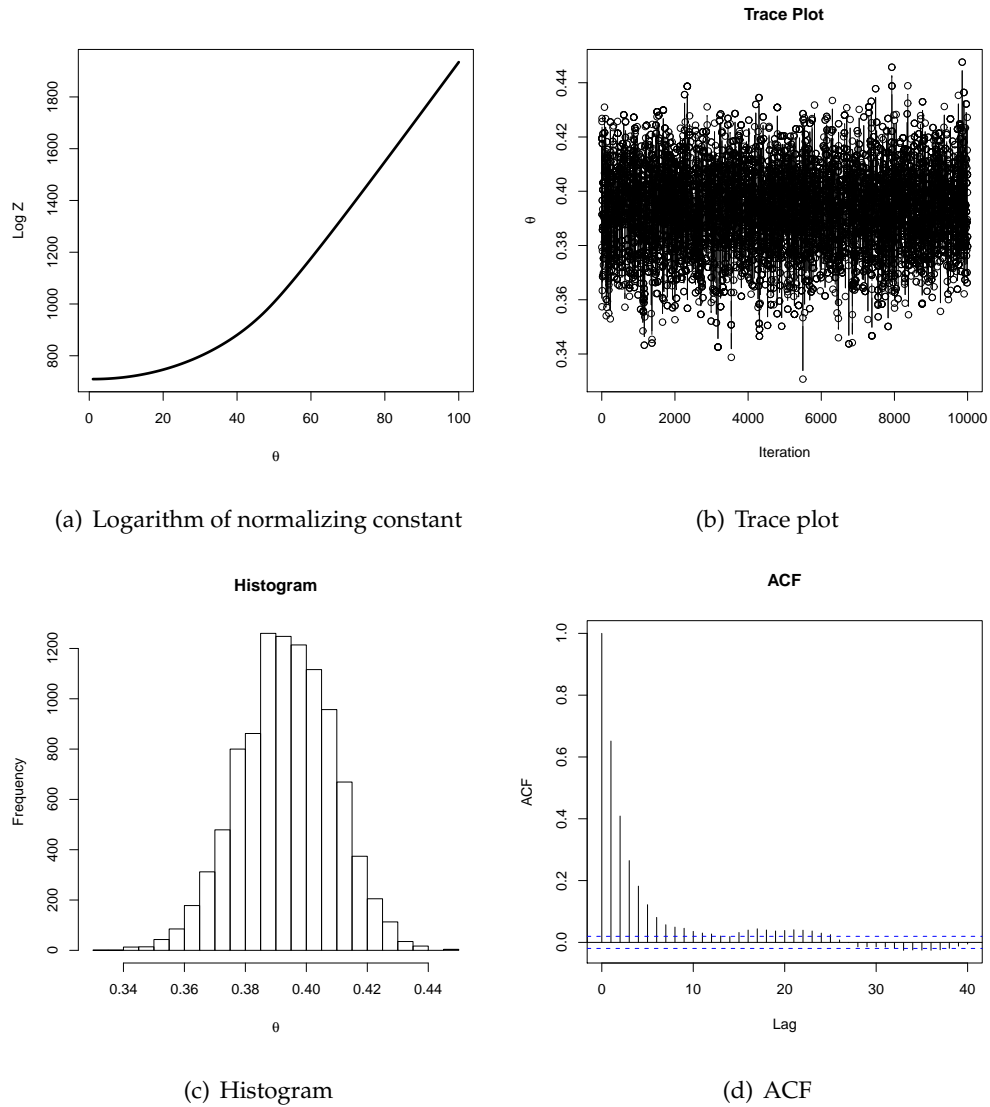 Log Z
800 1000 1200 1400 1600 1800
0 20 40 60 80 100
θ
(a) Logarithm of normalizing constant
Trace Plot
θ
0.34 0.36 0.38 0.40 0.42 0.44
0 2000 4000 6000 8000 10000
Iteration
(b) Trace plot
Histogram
Frequency
0 200 400 600 800 1000 1200
0.34 0.36 0.38 0.40 0.42 0.44
θ
(c) Histogram
ACF
ACF
0.0 0.2 0.4 0.6 0.8 1.0
0 10 20 30 40
Lag
(d) ACF